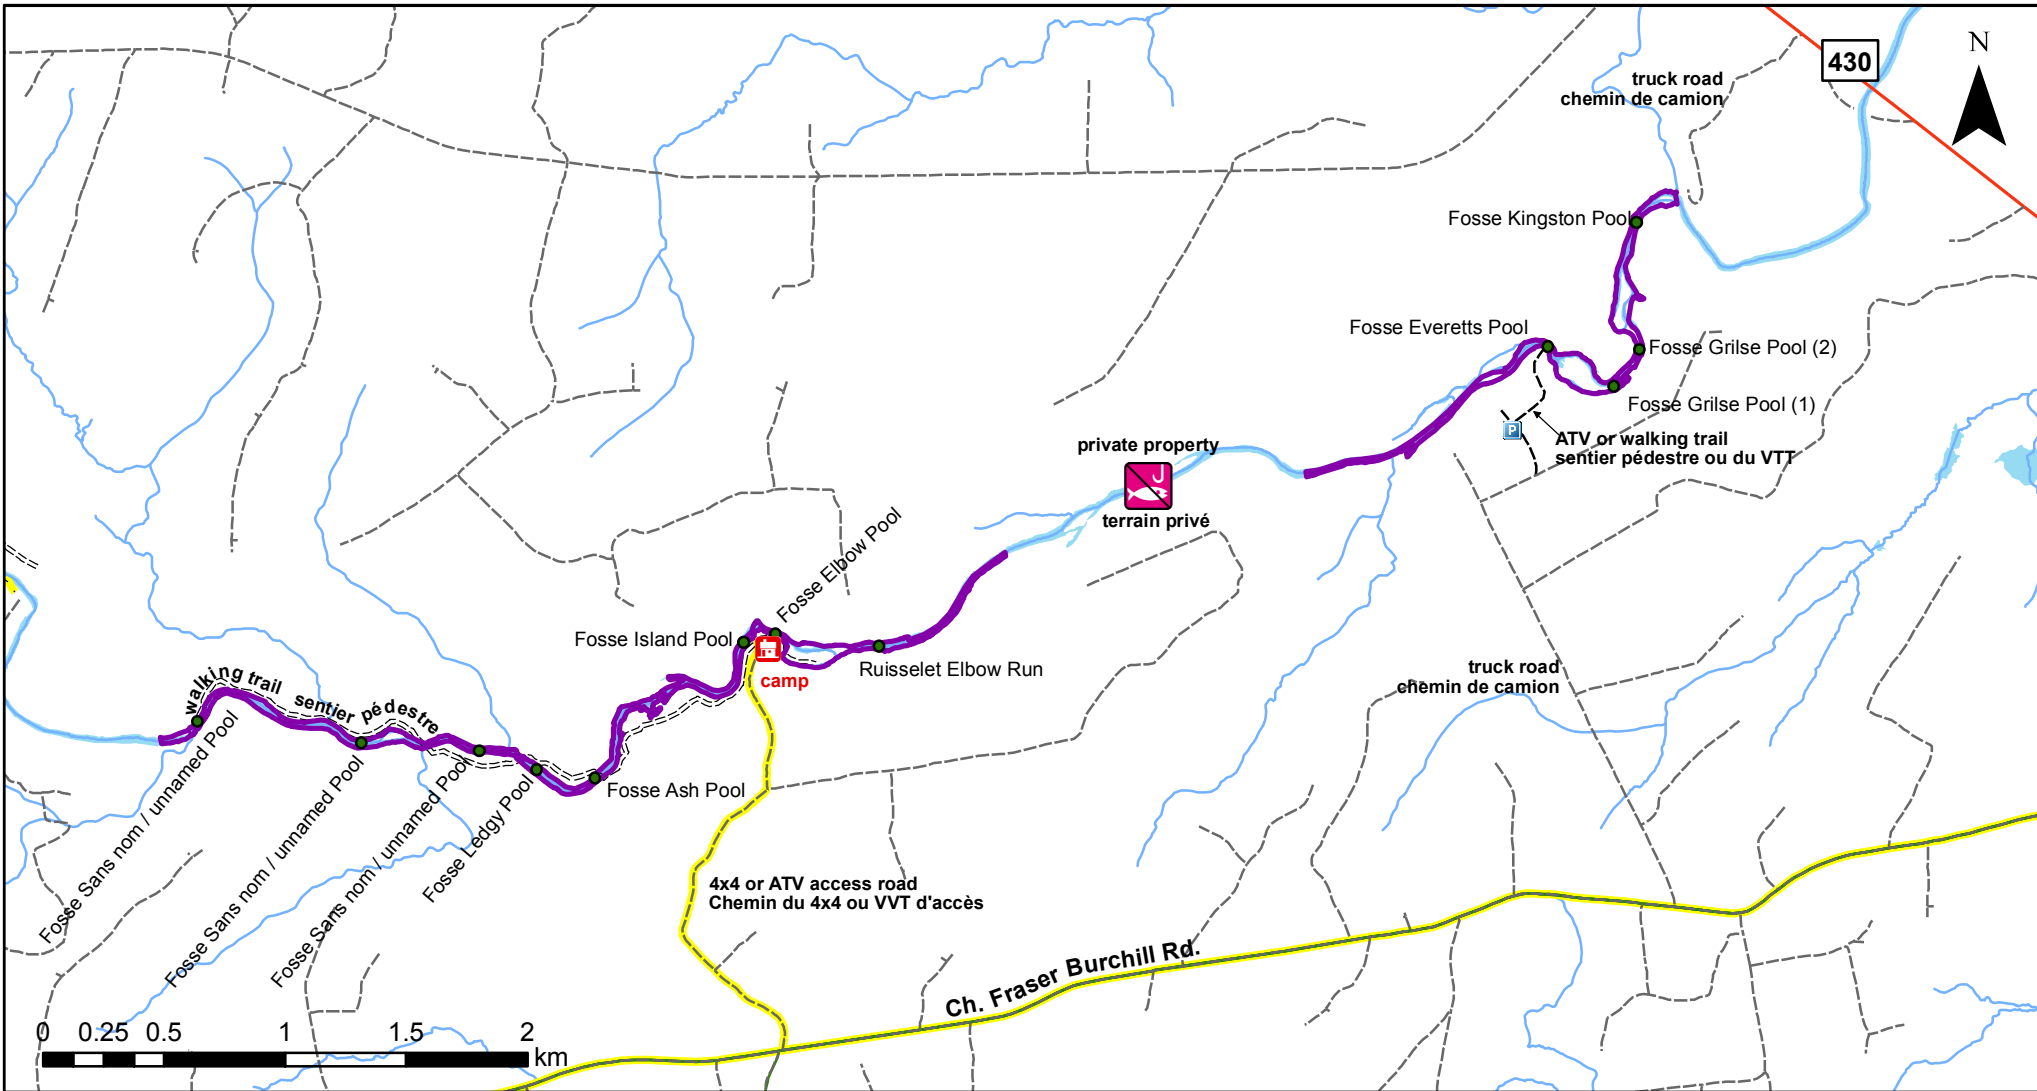 430
N
truck road
chemin de camion
Fosse Kingston Pool
Fosse Everetts Pool
Fosse Grilse Pool (2)
Fosse Grilse Pool (1)
P
ATV or walking trail
sentier pédestre ou du VTT
private property
terrain privé
Fosse Elbow Pool
Fosse Island Pool
camp
Ruisselet Elbow Run
truck road
chemin de camion
walking trail sentier pédestre
Fosse Ash Pool
Fosse Sans nom / unnamed Pool
Fosse Sans nom / unnamed Pool
Fosse Sans nom / unnamed Pool
Fosse Ledgy Pool
4x4 or ATV access road
Chemin du 4x4 ou VVT d'accès
Ch. Fraser Burchill Rd.
0 0.25 0.5 1 1.5 2
km